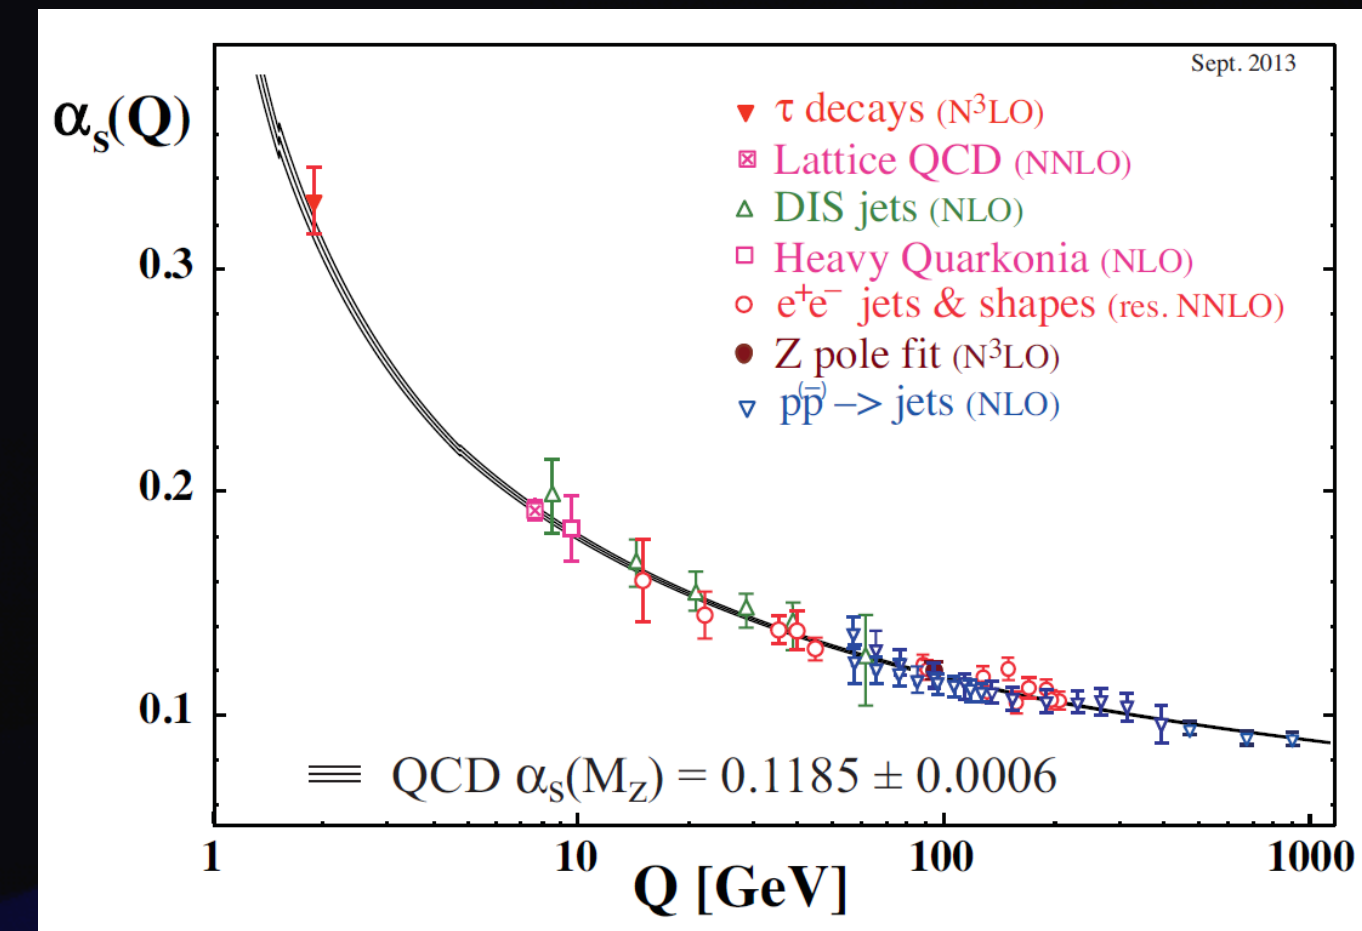 Sept. 2013
αs(Q)
τ decays (N³LO)
Lattice QCD (NNLO)
DIS jets (NLO)
Heavy Quarkonia (NLO)
e⁺e⁻ jets & shapes (res. NNLO)
Z pole fit (N³LO)
pp(¯) –> jets (NLO)
0.3
0.2
0.1
QCD αs(Mz) = 0.1185 ± 0.0006
1 10 100 1000
Q [GeV]